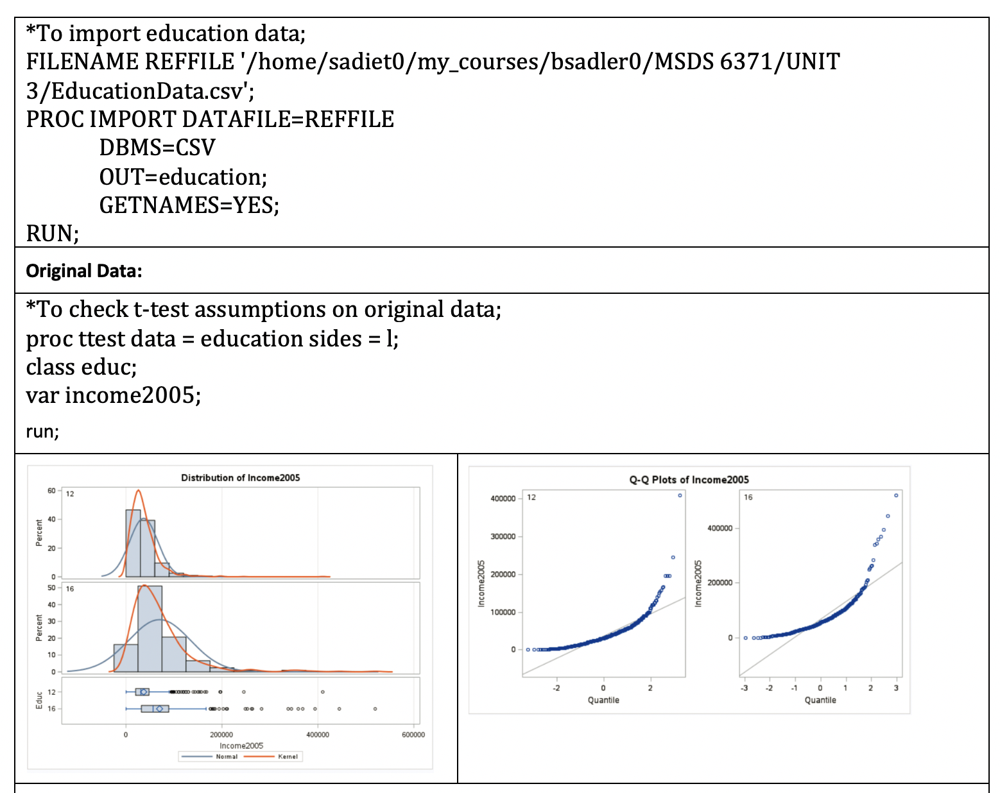 *To import education data;
FILENAME REFFILE '/home/sadiet0/my_courses/bsadler0/MSDS 6371/UNIT
3/EducationData.csv';
PROC IMPORT DATAFILE=REFFILE
DBMS=CSV
OUT=education;
GETNAMES=YES;
RUN;
Original Data:
*To check t-test assumptions on original data;
proc ttest data = education sides = l;
class educ;
var income2005;
run;
Distribution of Income2005
60
12
40
20
0
Percent
50
16
40
30
20
10
0
Percent
12
16
Educ
0 200000 400000 600000
Income2005
Normal Kernel
Q-Q Plots of Income2005
400000
12
300000
200000
100000
0
Income2005
-2 0 2
Quantile
16
400000
200000
0
Income2005
-3 -2 -1 0 1 2 3
Quantile